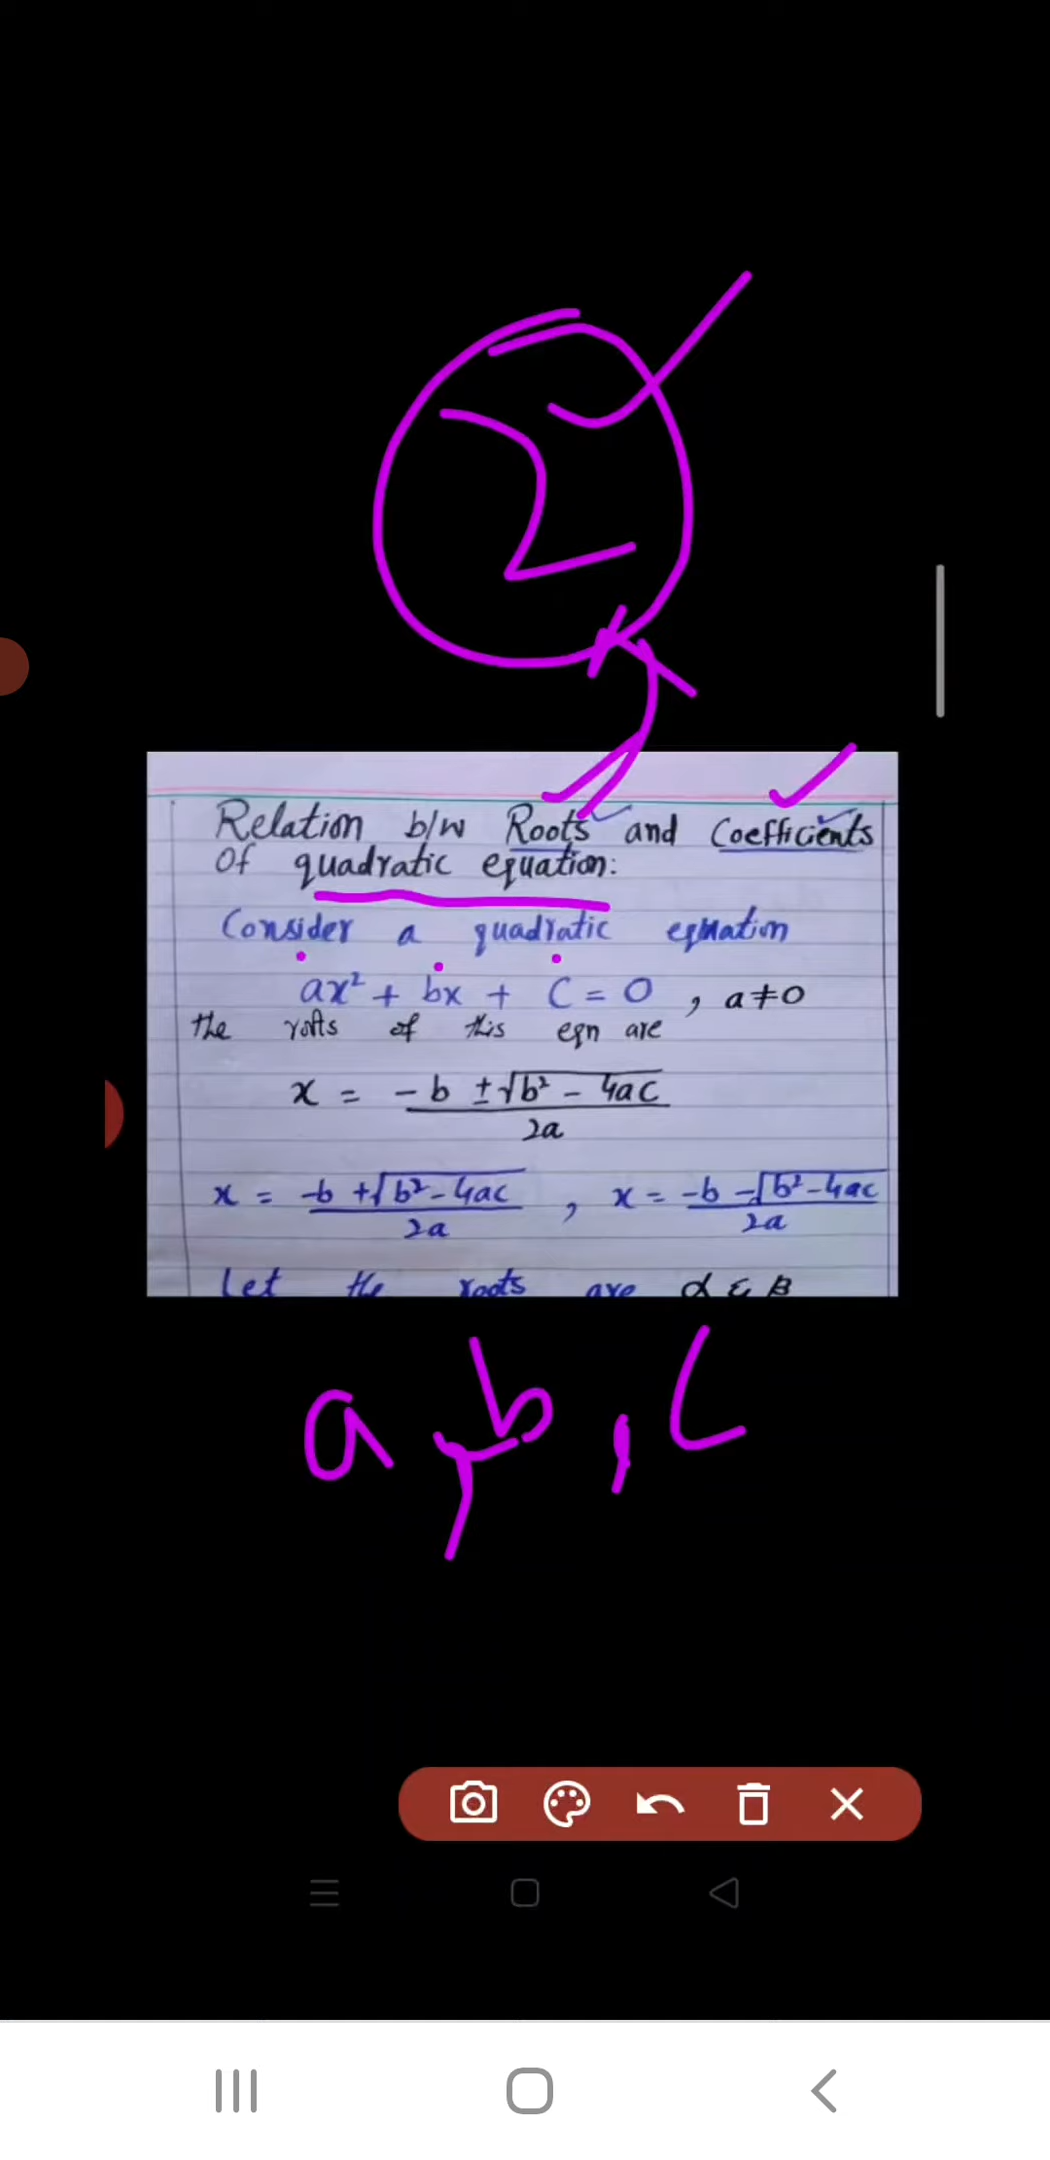 2
Relation b/w Roots and Coefficients
Of quadratic equation:
Consider a quadratic equation
ax² + bx + C = 0 , a≠0
the roots of this eqn are
x = -b ±√b² - 4ac / 2a
x = -b +√b²-4ac / 2a , x = -b -√b²-4ac / 2a
Let the roots are α & β
a, b, c